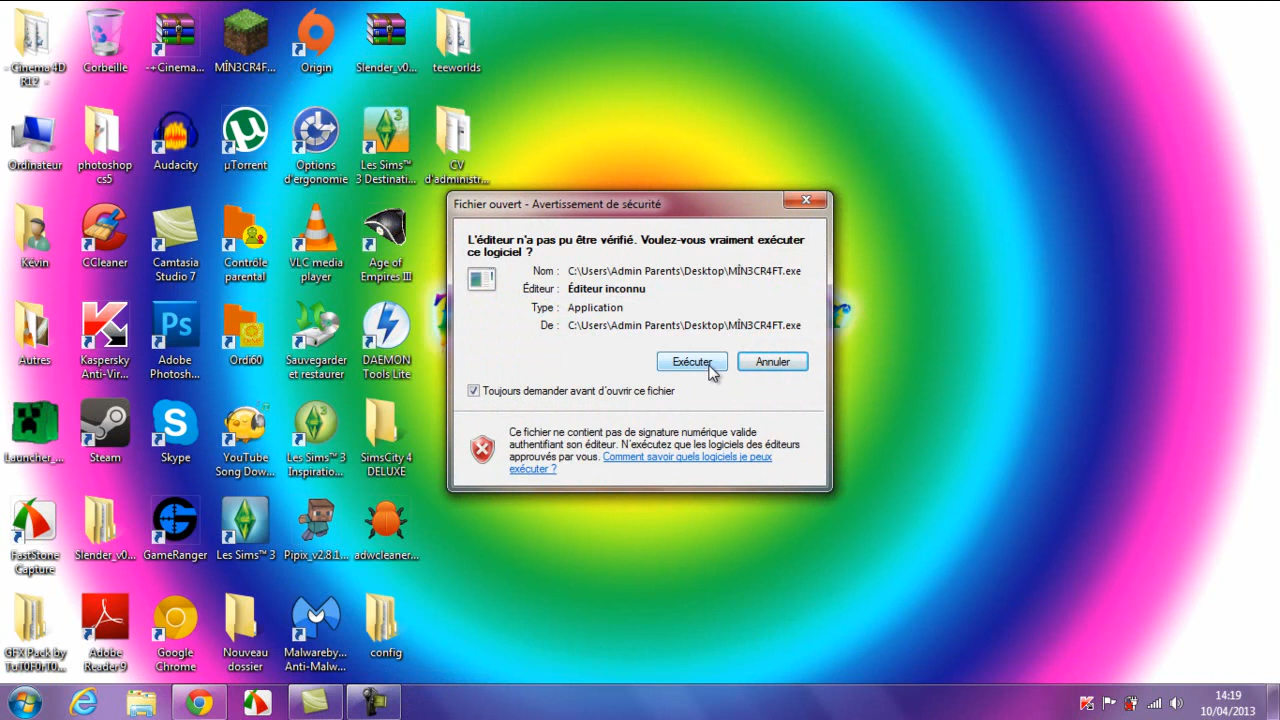 - Cinema 4D
R12 -
Corbeille
-+Cinema...
MÎN3CR4F...
Origin
Slender_v0...
teeworlds
Ordinateur
photoshop
cs5
Audacity
µTorrent
Options
d'ergonomie
Les Sims™
3 Destinati...
CV
d'administr...
Kévin
CCleaner
Camtasia
Studio 7
Contrôle
parental
VLC media
player
Age of
Empires III
Autres
Kaspersky
Anti-Vir...
Adobe
Photosh...
Ordi60
Sauvegarder
et restaurer
DAEMON
Tools Lite
Launcher_...
Steam
Skype
YouTube
Song Dow...
Les Sims™ 3
Inspiratio...
SimsCity 4
DELUXE
FastStone
Capture
Slender_v0...
GameRanger
Les Sims™ 3
Pipix_v2.8.1...
adwcleaner...
GFX Pack by
Adobe
Reader 9
Google
Chrome
Nouveau
dossier
Malwareby...
Anti-Malw...
config
Fichier ouvert - Avertissement de sécurité
L'éditeur n'a pas pu être vérifié. Voulez-vous vraiment exécuter
ce logiciel ?
Nom : C:\Users\Admin Parents\Desktop\MÎN3CR4FT.exe
Éditeur : Éditeur inconnu
Type : Application
De : C:\Users\Admin Parents\Desktop\MÎN3CR4FT.exe
Exécuter
Annuler
Toujours demander avant d'ouvrir ce fichier
Ce fichier ne contient pas de signature numérique valide
authentifiant son éditeur. N'exécutez que les logiciels des éditeurs
approuvés par vous. Comment savoir quels logiciels je peux
exécuter ?
14:19
10/04/2013